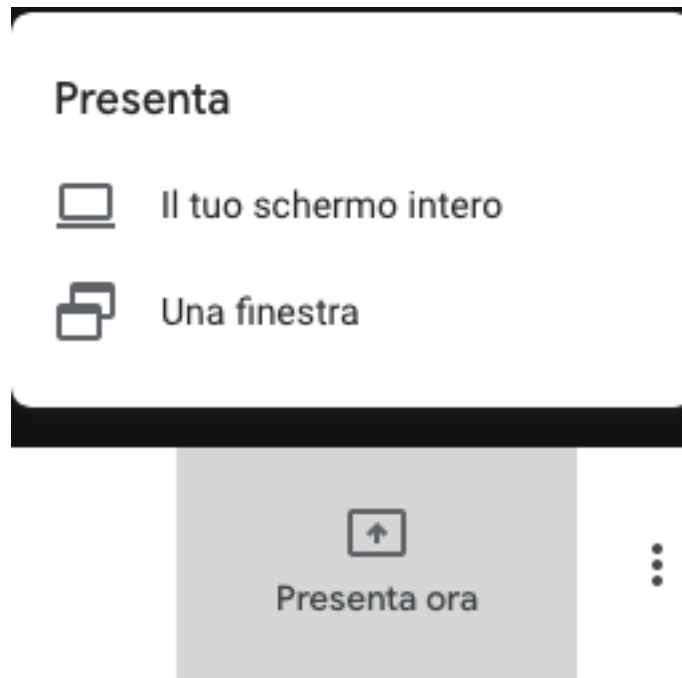 Presenta
Il tuo schermo intero
Una finestra
Presenta ora